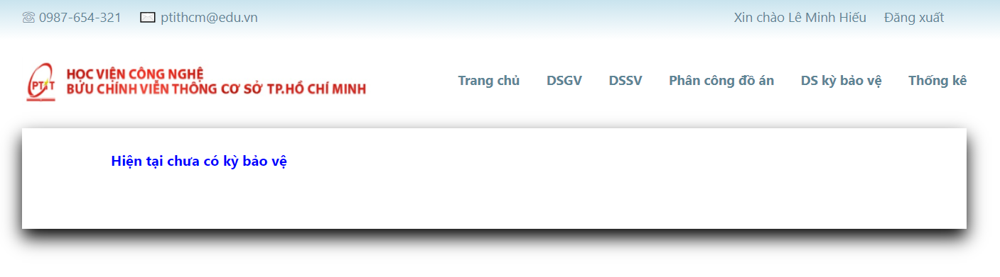 0987-654-321 ptithcm@edu.vn Xin chào Lê Minh Hiếu Đăng xuất
PTIT HỌC VIỆN CÔNG NGHỆ
BƯU CHÍNH VIỄN THÔNG CƠ SỞ TP.HỒ CHÍ MINH
Trang chủ DSGV DSSV Phân công đồ án DS kỳ bảo vệ Thống kê
Hiện tại chưa có kỳ bảo vệ